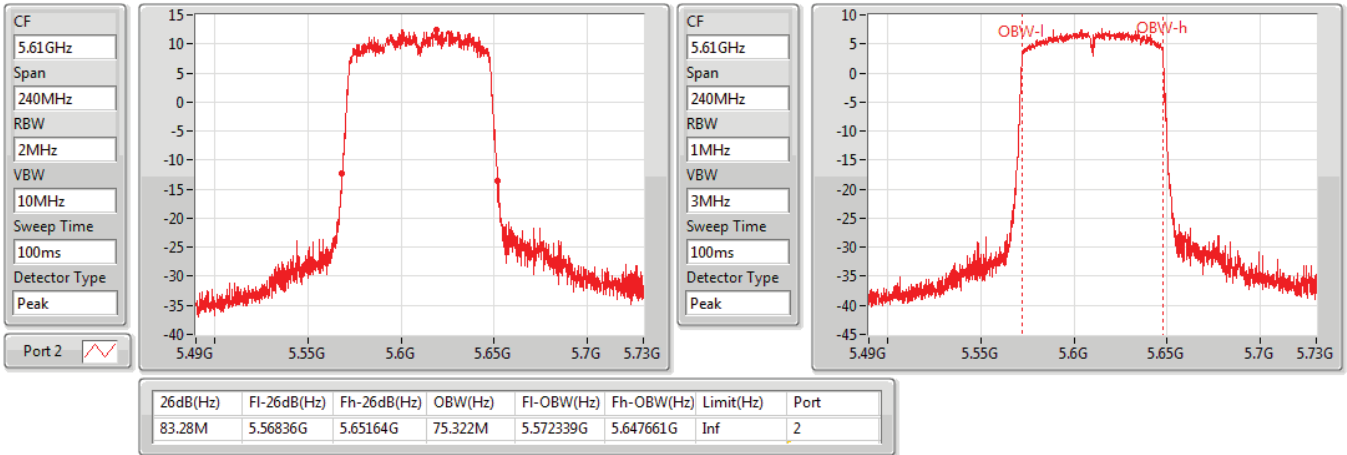 CF
5.61GHz
Span
240MHz
RBW
2MHz
VBW
10MHz
Sweep Time
100ms
Detector Type
Peak
Port 2
15
10
5
0
-5
-10
-15
-20
-25
-30
-35
-40
5.49G 5.55G 5.6G 5.65G 5.7G 5.73G
CF
5.61GHz
Span
240MHz
RBW
1MHz
VBW
3MHz
Sweep Time
100ms
Detector Type
Peak
10
5
0
-5
-10
-15
-20
-25
-30
-35
-40
-45
OBW-l OBW-h
5.49G 5.55G 5.6G 5.65G 5.7G 5.73G
26dB(Hz) Fl-26dB(Hz) Fh-26dB(Hz) OBW(Hz) Fl-OBW(Hz) Fh-OBW(Hz) Limit(Hz) Port
83.28M 5.56836G 5.65164G 75.322M 5.572339G 5.647661G Inf 2